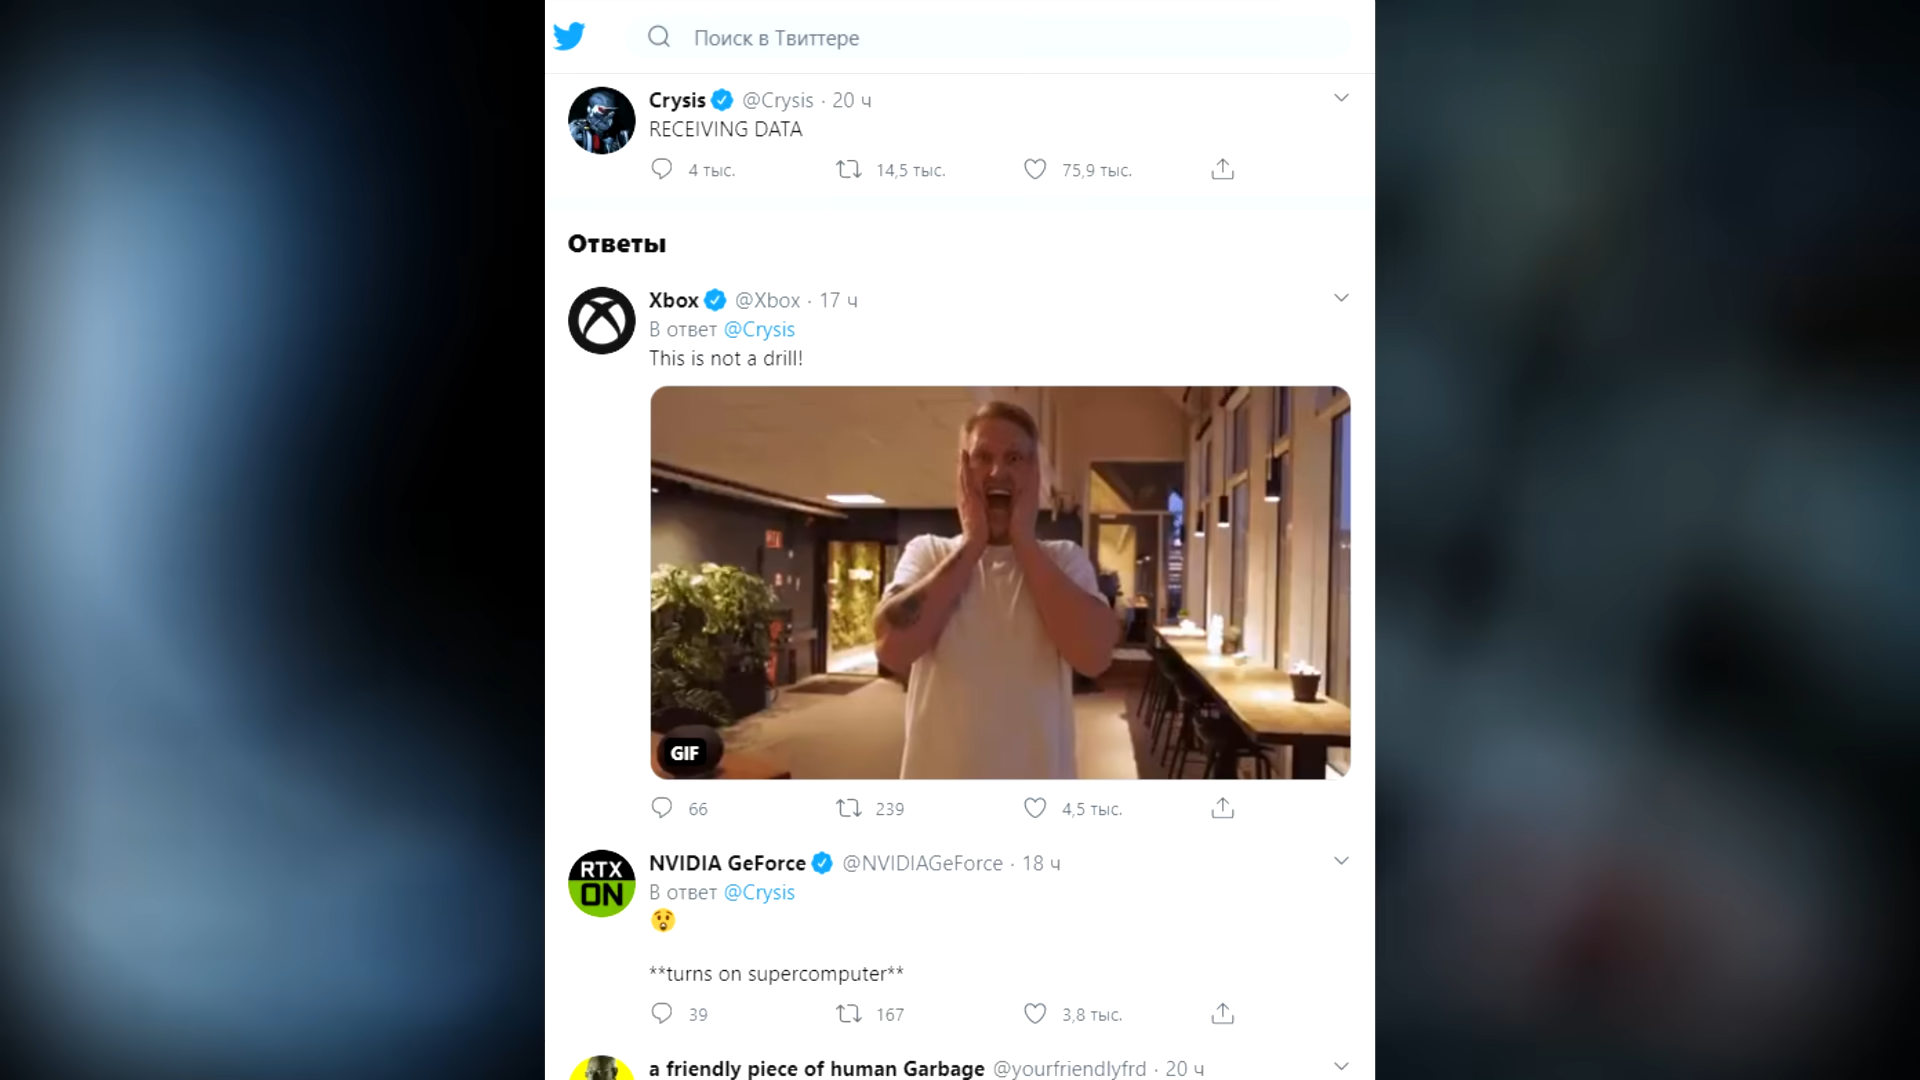 Поиск в Твиттере
Crysis @Crysis · 20 ч
RECEIVING DATA
4 тыс. 14,5 тыс. 75,9 тыс.
Ответы
Xbox @Xbox · 17 ч
В ответ @Crysis
This is not a drill!
GIF
66 239 4,5 тыс.
RTX
ON
NVIDIA GeForce @NVIDIAGeForce · 18 ч
В ответ @Crysis
😲
**turns on supercomputer**
39 167 3,8 тыс.
a friendly piece of human Garbage @yourfriendlyfrd · 20 ч